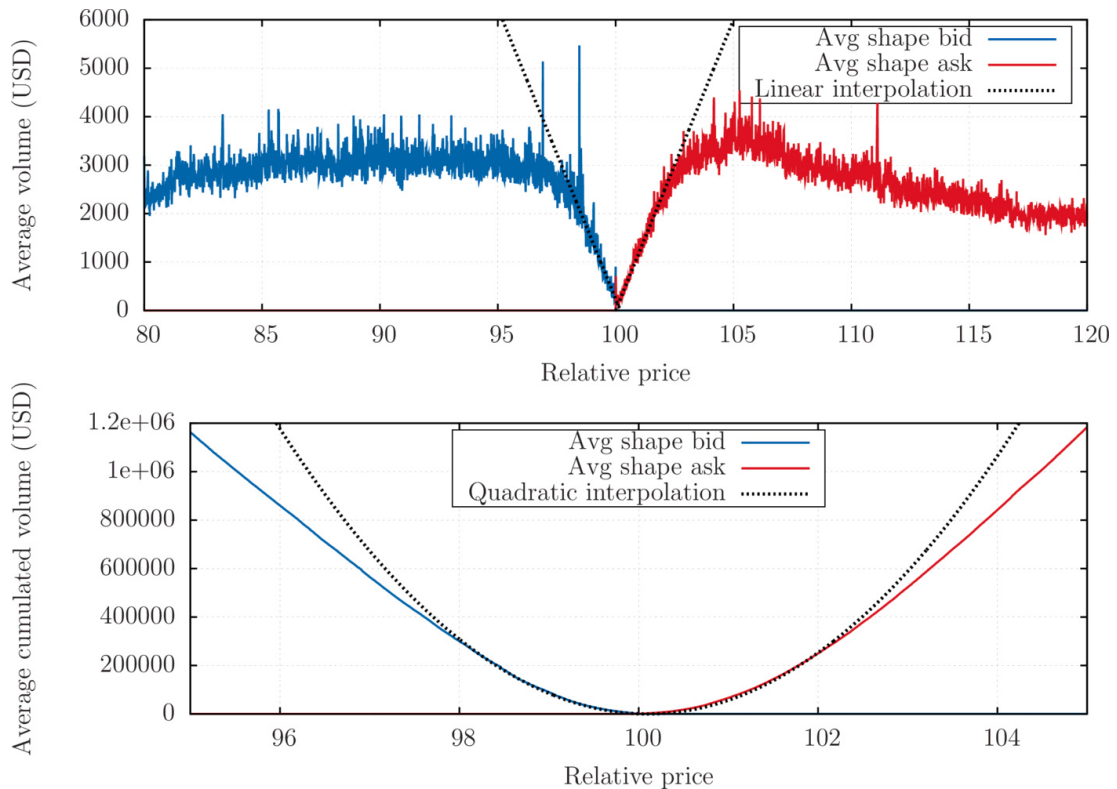 Average volume (USD)
6000
5000
4000
3000
2000
1000
0
Avg shape bid
Avg shape ask
Linear interpolation
80 85 90 95 100 105 110 115 120
Relative price
Average cumulated volume (USD)
1.2e+06
1e+06
800000
600000
400000
200000
0
Avg shape bid
Avg shape ask
Quadratic interpolation
96 98 100 102 104
Relative price